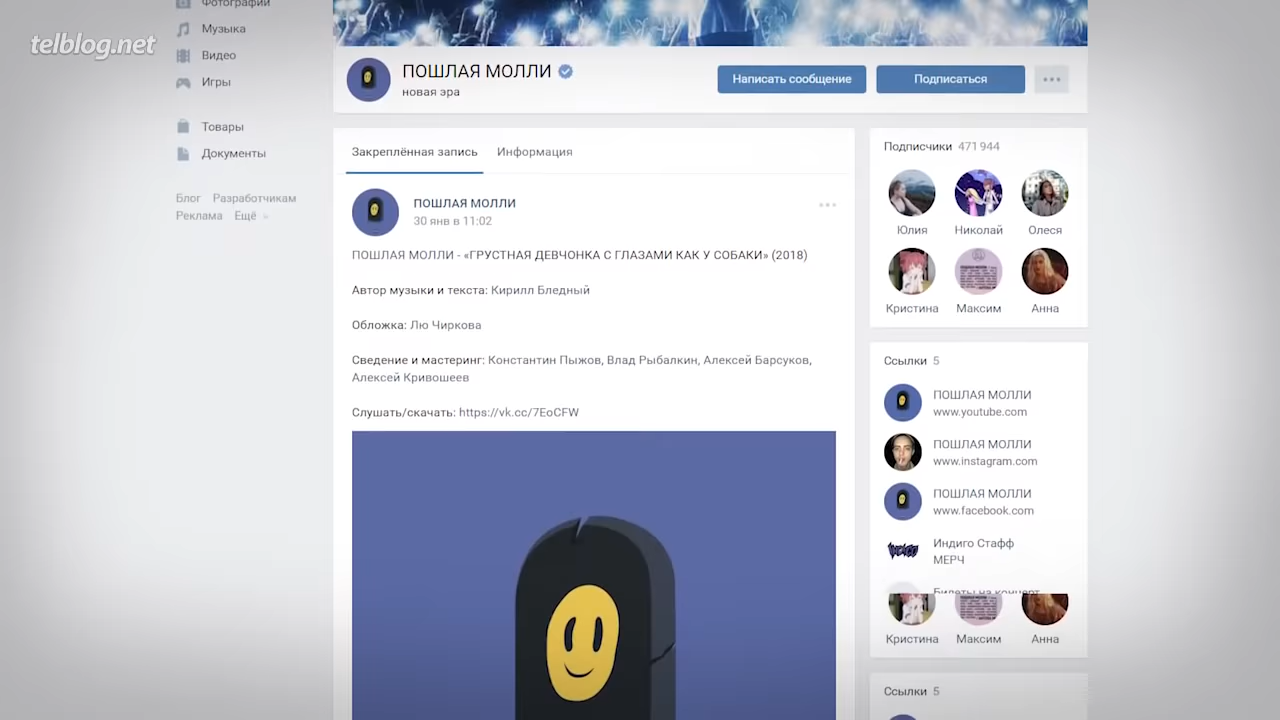 telblog.net
Фотографии
Музыка
Видео
Игры
Товары
Документы
Блог Разработчикам
Реклама Ещё
ПОШЛАЯ МОЛЛИ
новая эра
Написать сообщение
Подписаться
Закреплённая запись Информация
ПОШЛАЯ МОЛЛИ
30 янв в 11:02
ПОШЛАЯ МОЛЛИ - «ГРУСТНАЯ ДЕВЧОНКА С ГЛАЗАМИ КАК У СОБАКИ» (2018)
Автор музыки и текста: Кирилл Бледный
Обложка: Лю Чиркова
Сведение и мастеринг: Константин Пыжов, Влад Рыбалкин, Алексей Барсуков,
Алексей Кривошеев
Слушать/скачать: https://vk.cc/7EoCFW
Подписчики 471 944
Юлия Николай Олеся
Кристина Максим Анна
Ссылки 5
ПОШЛАЯ МОЛЛИ
www.youtube.com
ПОШЛАЯ МОЛЛИ
www.instagram.com
ПОШЛАЯ МОЛЛИ
www.facebook.com
Индиго Стафф
МЕРЧ
Билеты на концерт
Кристина Максим Анна
Ссылки 5